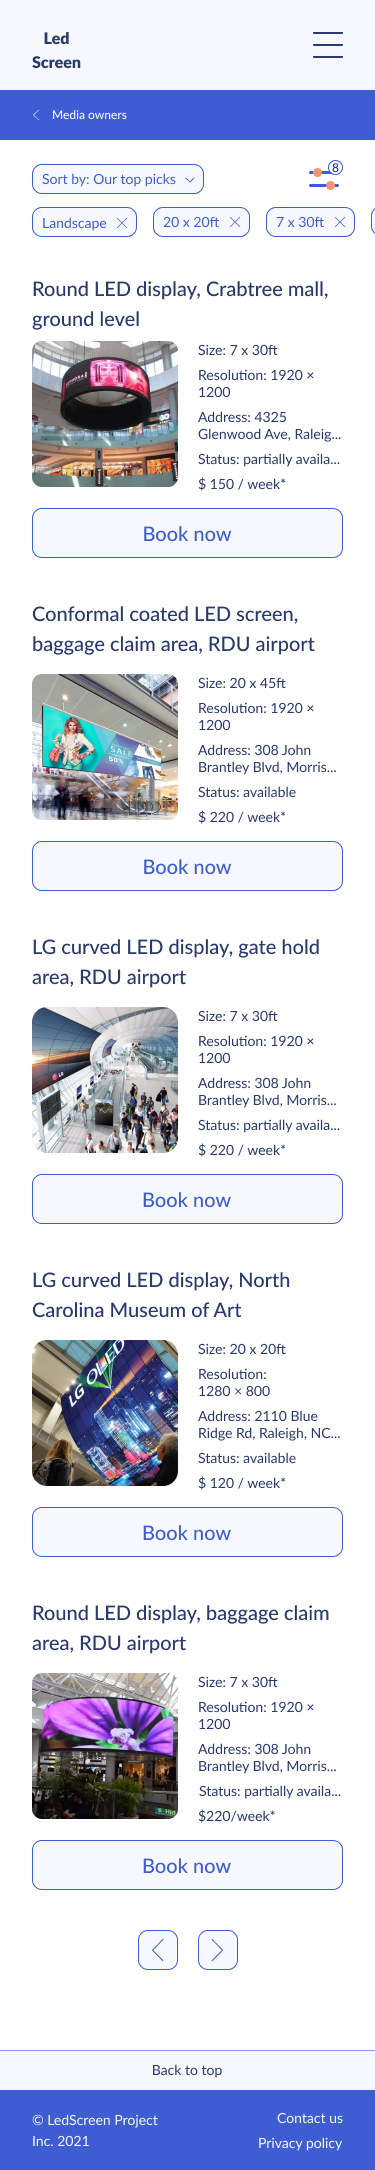 Led
Screen
Media owners
Sort by: Our top picks
8
Landscape
20 x 20ft
7 x 30ft
Round LED display, Crabtree mall,
ground level
Size: 7 x 30ft
Resolution: 1920 ×
1200
Address: 4325
Glenwood Ave, Raleig...
Status: partially availa...
$ 150 / week*
Book now
Conformal coated LED screen,
baggage claim area, RDU airport
SALE
50%
Size: 20 x 45ft
Resolution: 1920 ×
1200
Address: 308 John
Brantley Blvd, Morris...
Status: available
$ 220 / week*
Book now
LG curved LED display, gate hold
area, RDU airport
LG
Size: 7 x 30ft
Resolution: 1920 ×
1200
Address: 308 John
Brantley Blvd, Morris...
Status: partially availa...
$ 220 / week*
Book now
LG curved LED display, North
Carolina Museum of Art
LG OLED
Size: 20 x 20ft
Resolution:
1280 × 800
Address: 2110 Blue
Ridge Rd, Raleigh, NC...
Status: available
$ 120 / week*
Book now
Round LED display, baggage claim
area, RDU airport
Size: 7 x 30ft
Resolution: 1920 ×
1200
Address: 308 John
Brantley Blvd, Morris...
Status: partially availa...
$220/week*
Book now
Back to top
© LedScreen Project
Inc. 2021
Contact us
Privacy policy